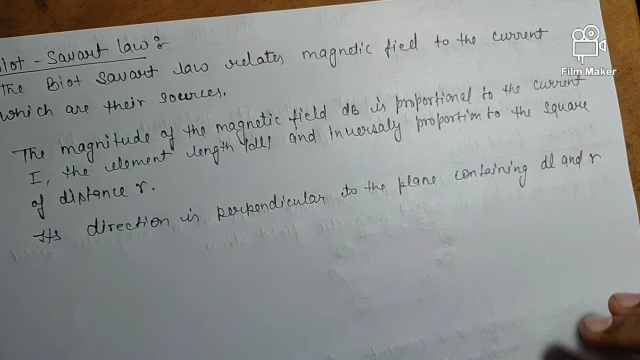 Biot - Savart law :
The Biot Savart law relates magnetic fied to the current
which are their sources.
The magnitude of the magnetic field dB is proportional to the current
I, the element length |dl| and inversaly proportion to the square
of distance r.
Its direction is perpendicular to the plane containing dl and r
Film Maker